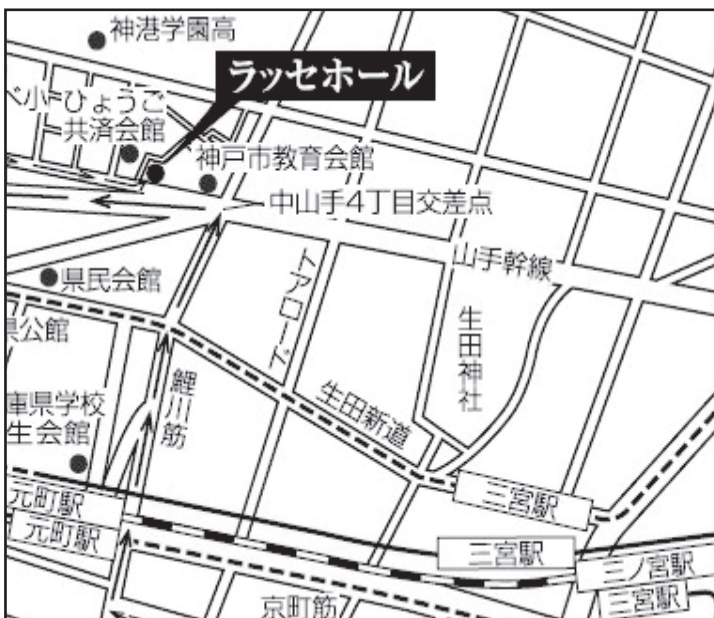 神港学園高
ラッセホール
ペ小
ひょうご
共済会館
神戸市教育会館
中山手4丁目交差点
山手幹線
県民会館
トアロード
生田神社
県公館
鯉川筋
生田新道
庫県学校
生会館
三宮駅
元町駅
元町駅
三宮駅
三ノ宮駅
三宮駅
京町筋